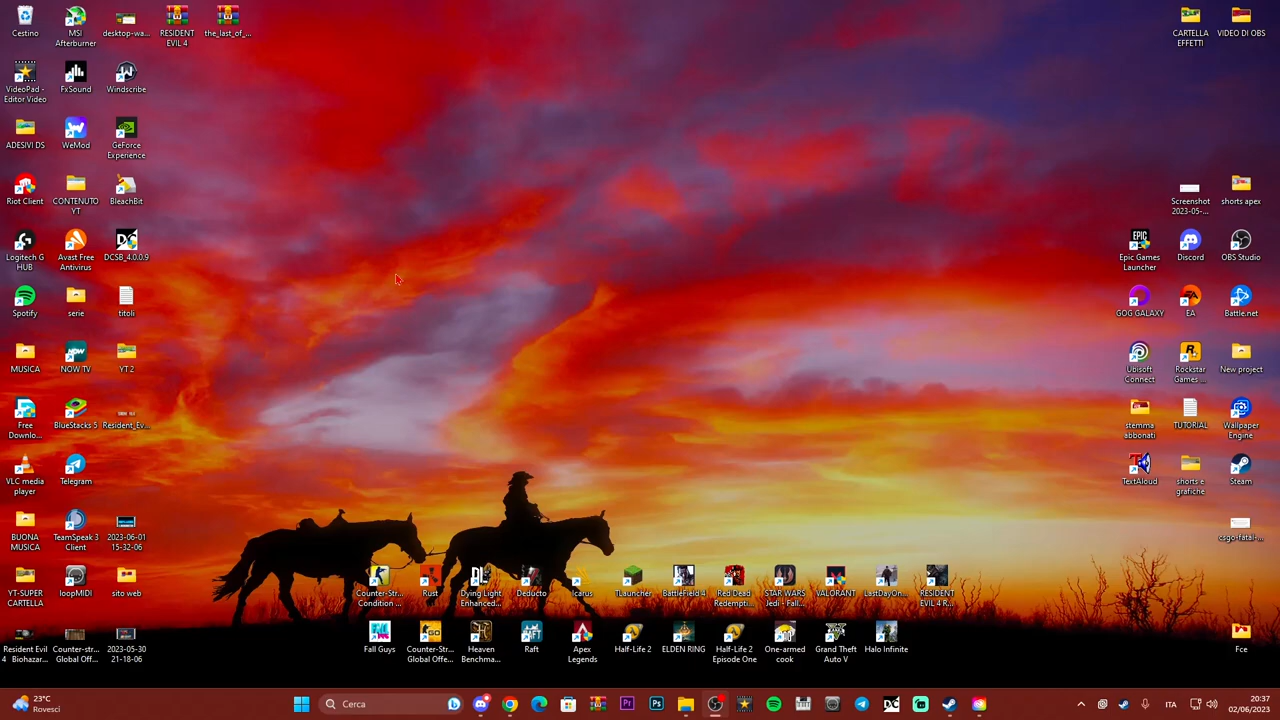 Cestino
MSI Afterburner
desktop-wa...
RESIDENT EVIL 4
the_last_of_...
CARTELLA EFFETTI
VIDEO DI OBS
VideoPad - Editor Video
FxSound
Windscribe
ADESIVI DS
WeMod
GeForce Experience
Riot Client
CONTENUTO YT
BleachBit
Screenshot 2023-05-...
shorts apex
Logitech G HUB
Avast Free Antivirus
DCSB_4.0.0.9
Epic Games Launcher
Discord
OBS Studio
Spotify
serie
titoli
GOG GALAXY
EA
Battle.net
MUSICA
NOW TV
YT 2
Ubisoft Connect
Rockstar Games ...
New project
Free Downlo...
BlueStacks 5
Resident_Ev...
stemma abbonati
TUTORIAL
Wallpaper Engine
VLC media player
Telegram
TextAloud
shorts e grafiche
Steam
BUONA MUSICA
TeamSpeak 3 Client
2023-06-01 15-32-06
csgo-fatal-...
YT-SUPER CARTELLA
loopMIDI
sito web
Counter-Str... Condition ...
Rust
Dying Light Enhanced...
Deducto
Icarus
TLauncher
BattleField 4
Red Dead Redempti...
STAR WARS Jedi - Fall...
VALORANT
LastDayOn...
RESIDENT EVIL 4 R...
Resident Evil 4 Biohazar...
Counter-str... Global Off...
2023-05-30 21-18-06
Fall Guys
Counter-Str... Global Offe...
Heaven Benchma...
Raft
Apex Legends
Half-Life 2
ELDEN RING
Half-Life 2 Episode One
One-armed cook
Grand Theft Auto V
Halo Infinite
Fce
23°C
Rovesci
Cerca
ITA
20:37
02/06/2023